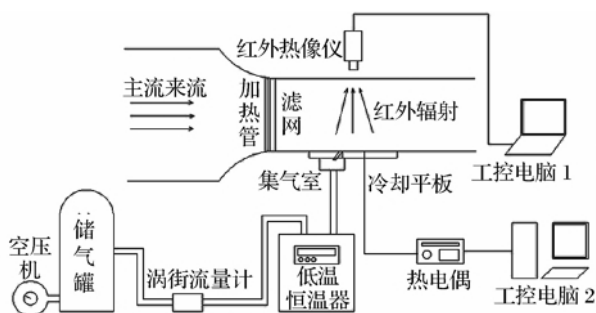 红外热像仪
主流来流
加热管
滤网
红外辐射
工控电脑 1
集气室
冷却平板
储气罐
空压机
涡街流量计
低温
恒温器
热电偶
工控电脑 2